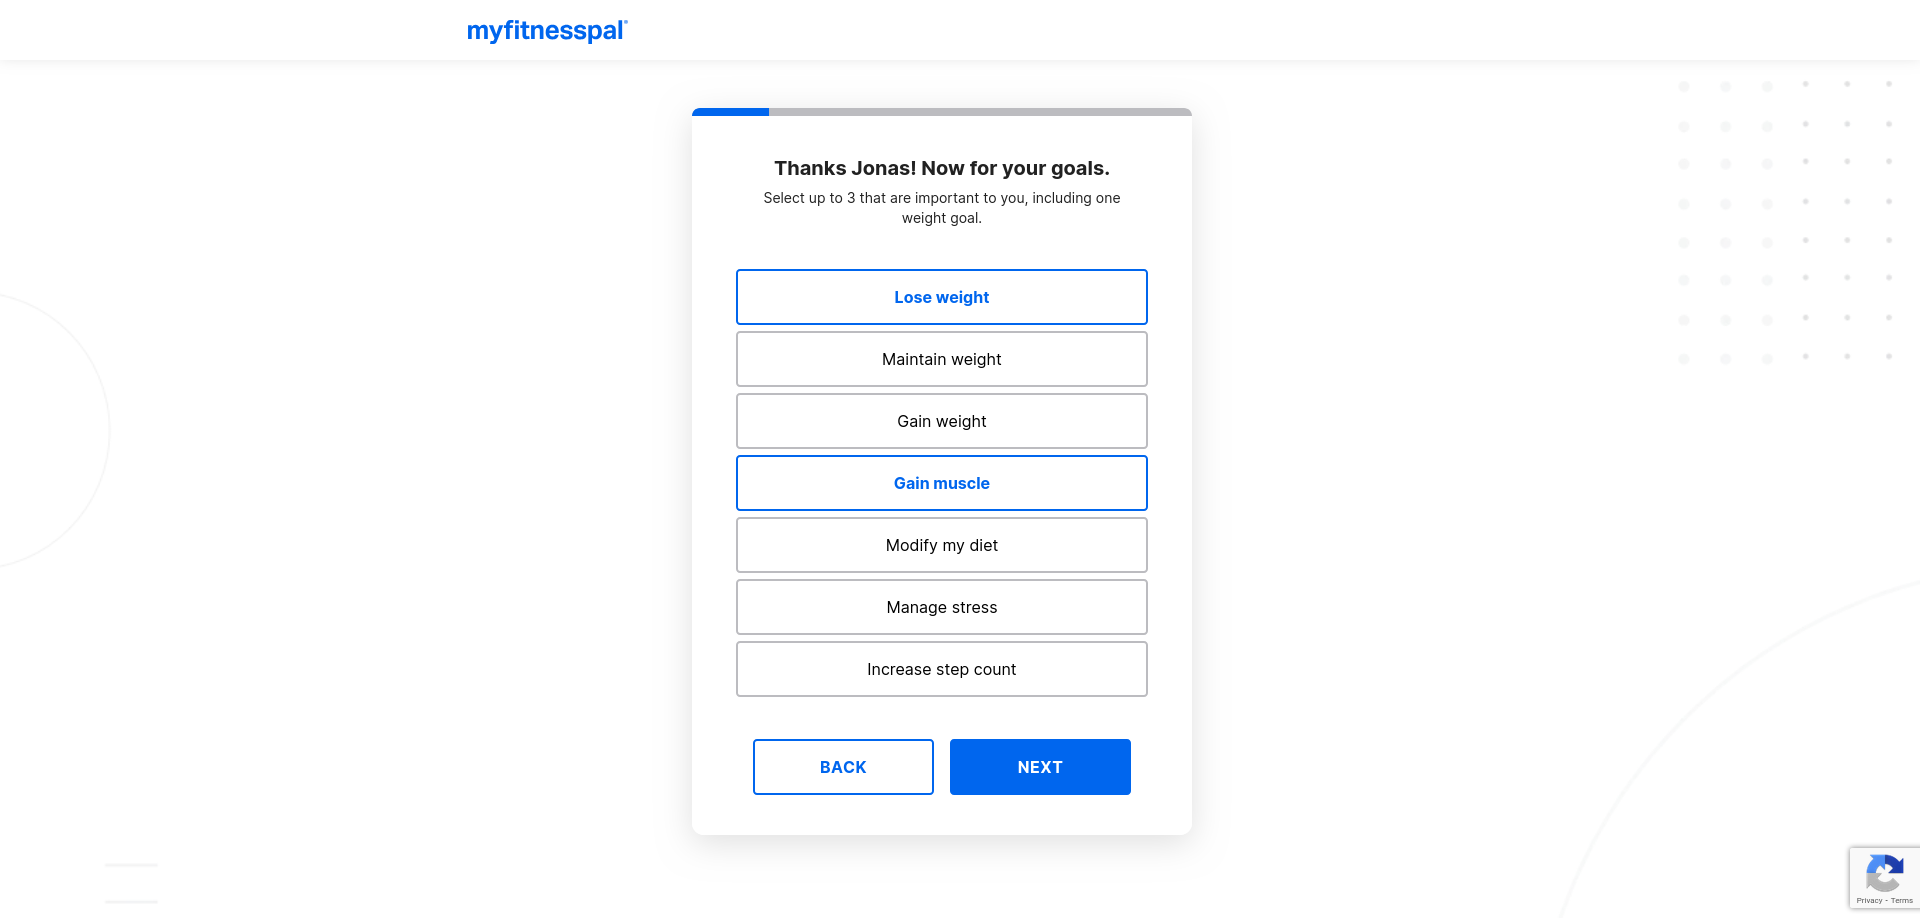 myfitnesspal
Thanks Jonas! Now for your goals.
Select up to 3 that are important to you, including one
weight goal.
Lose weight
Maintain weight
Gain weight
Gain muscle
Modify my diet
Manage stress
Increase step count
BACK
NEXT
Privacy - Terms